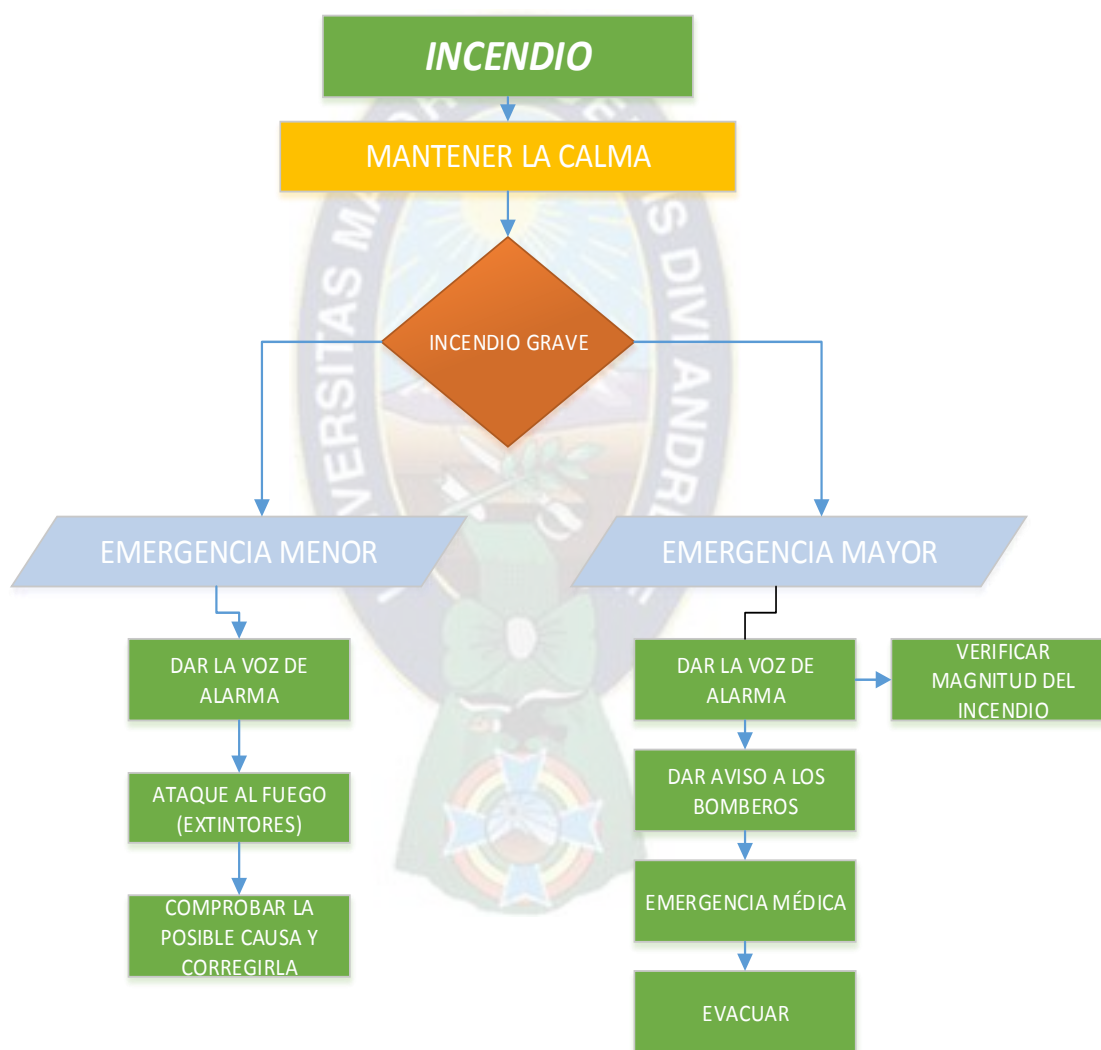 INCENDIO
MANTENER LA CALMA
INCENDIO GRAVE
EMERGENCIA MENOR
EMERGENCIA MAYOR
DAR LA VOZ DE
ALARMA
DAR LA VOZ DE
ALARMA
VERIFICAR
MAGNITUD DEL
INCENDIO
ATAQUE AL FUEGO
(EXTINTORES)
DAR AVISO A LOS
BOMBEROS
COMPROBAR LA
POSIBLE CAUSA Y
CORREGIRLA
EMERGENCIA MÉDICA
EVACUAR